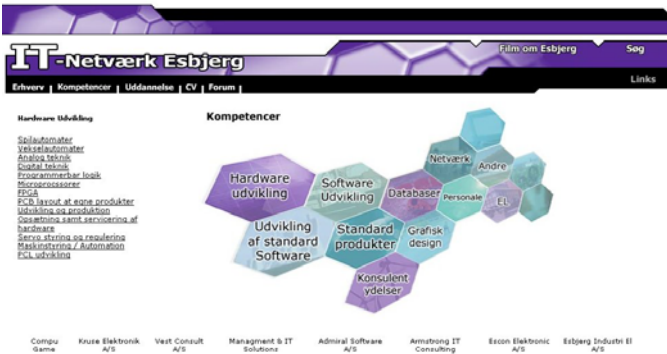 IT-Netværk Esbjerg
Film om Esbjerg
Søg
Links
Erhverv | Kompetencer | Uddannelse | CV | Forum |
Hardware Udvikling
Spilautomater
Vekselautomater
Analog teknik
Digital teknik
Programmerbar logik
Microprocssorer
FPGA
PCB layout at egne produkter
Udvikling og produktion
Opsætning samt servicering af
hardware
Servo styring og regulering
Maskinstyring / Automation
PCL udvikling
Kompetencer
Hardware
udvikling
Software
Udvikling
Databaser
Netværk
Andre
Personale
EL
Udvikling
af standard
Software
Standard
produkter
Grafisk
design
Konsulent
ydelser
Compu
Game
Kruse Elektronik
A/S
Vest Consult
A/S
Managment & IT
Solutions
Admiral Software
A/S
Armstrong IT
Consulting
Escon Elektronic
A/S
Esbjerg Industri El
A/S